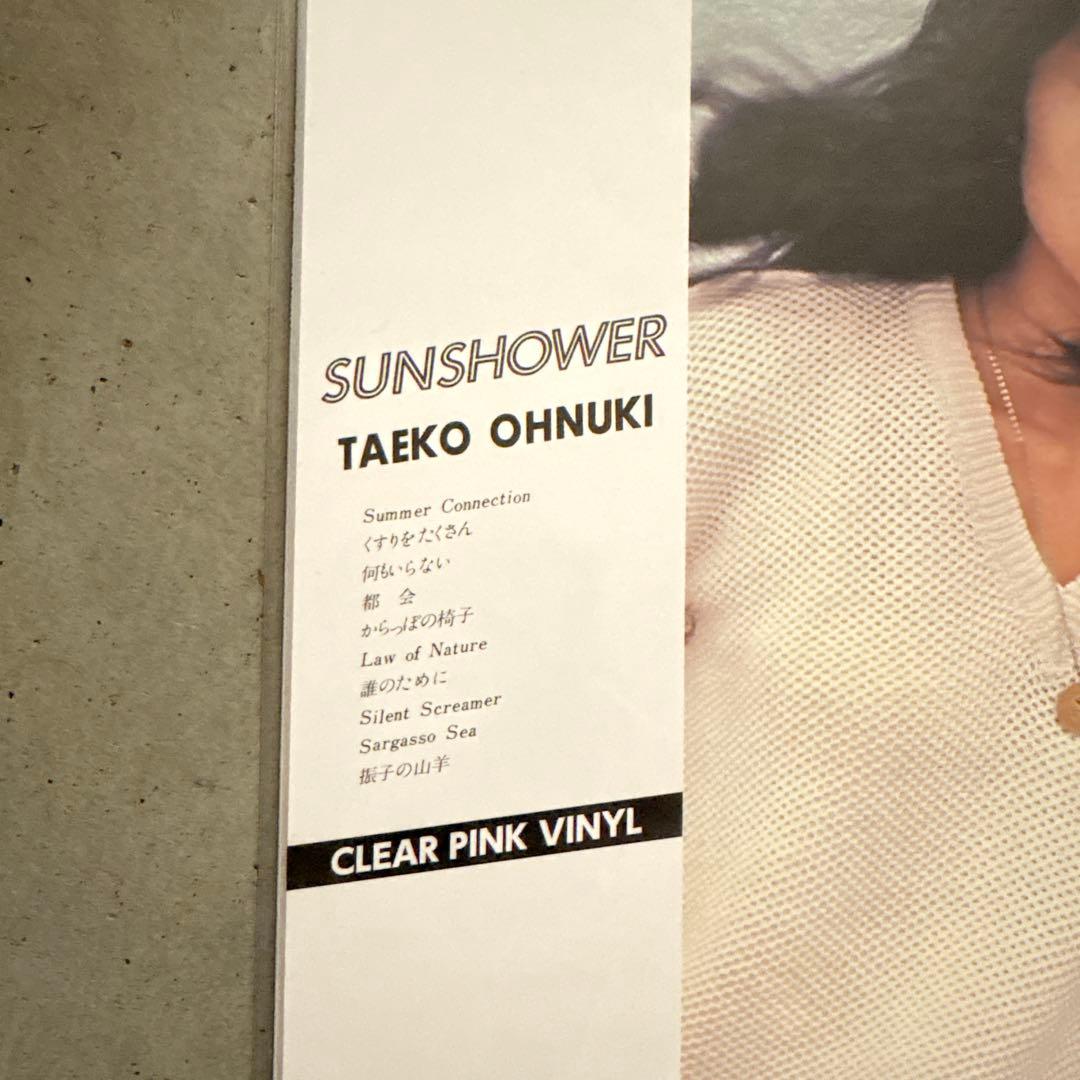 SUNSHOWER
TAEKO OHNUKI
Summer Connection
くすりをたくさん
何もいらない
都 会
からっぽの椅子
Law of Nature
誰のために
Silent Screamer
Sargasso Sea
振子の山羊
CLEAR PINK VINYL